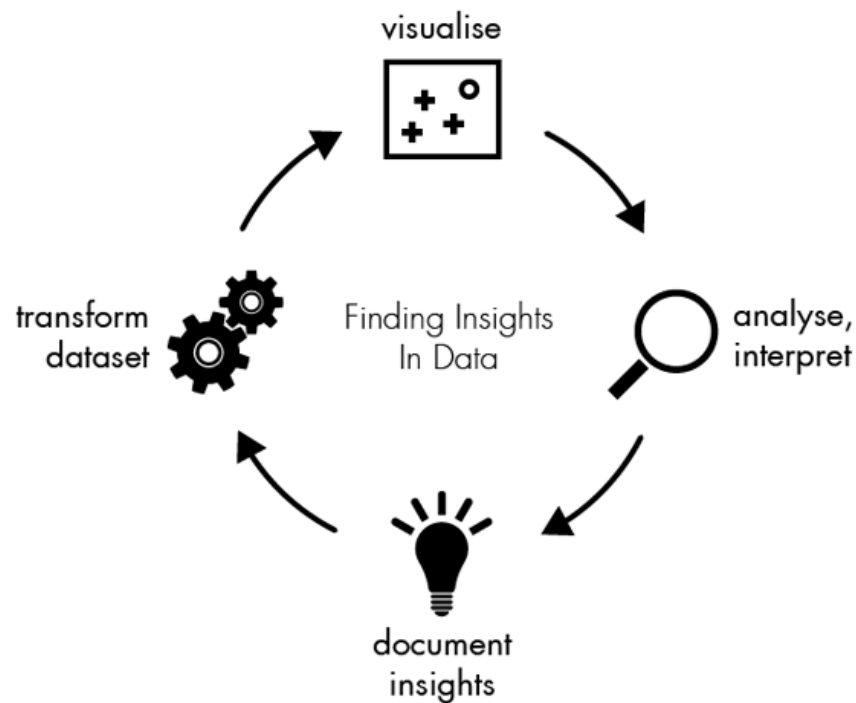 visualise
transform
dataset
Finding Insights
In Data
analyse,
interpret
document
insights